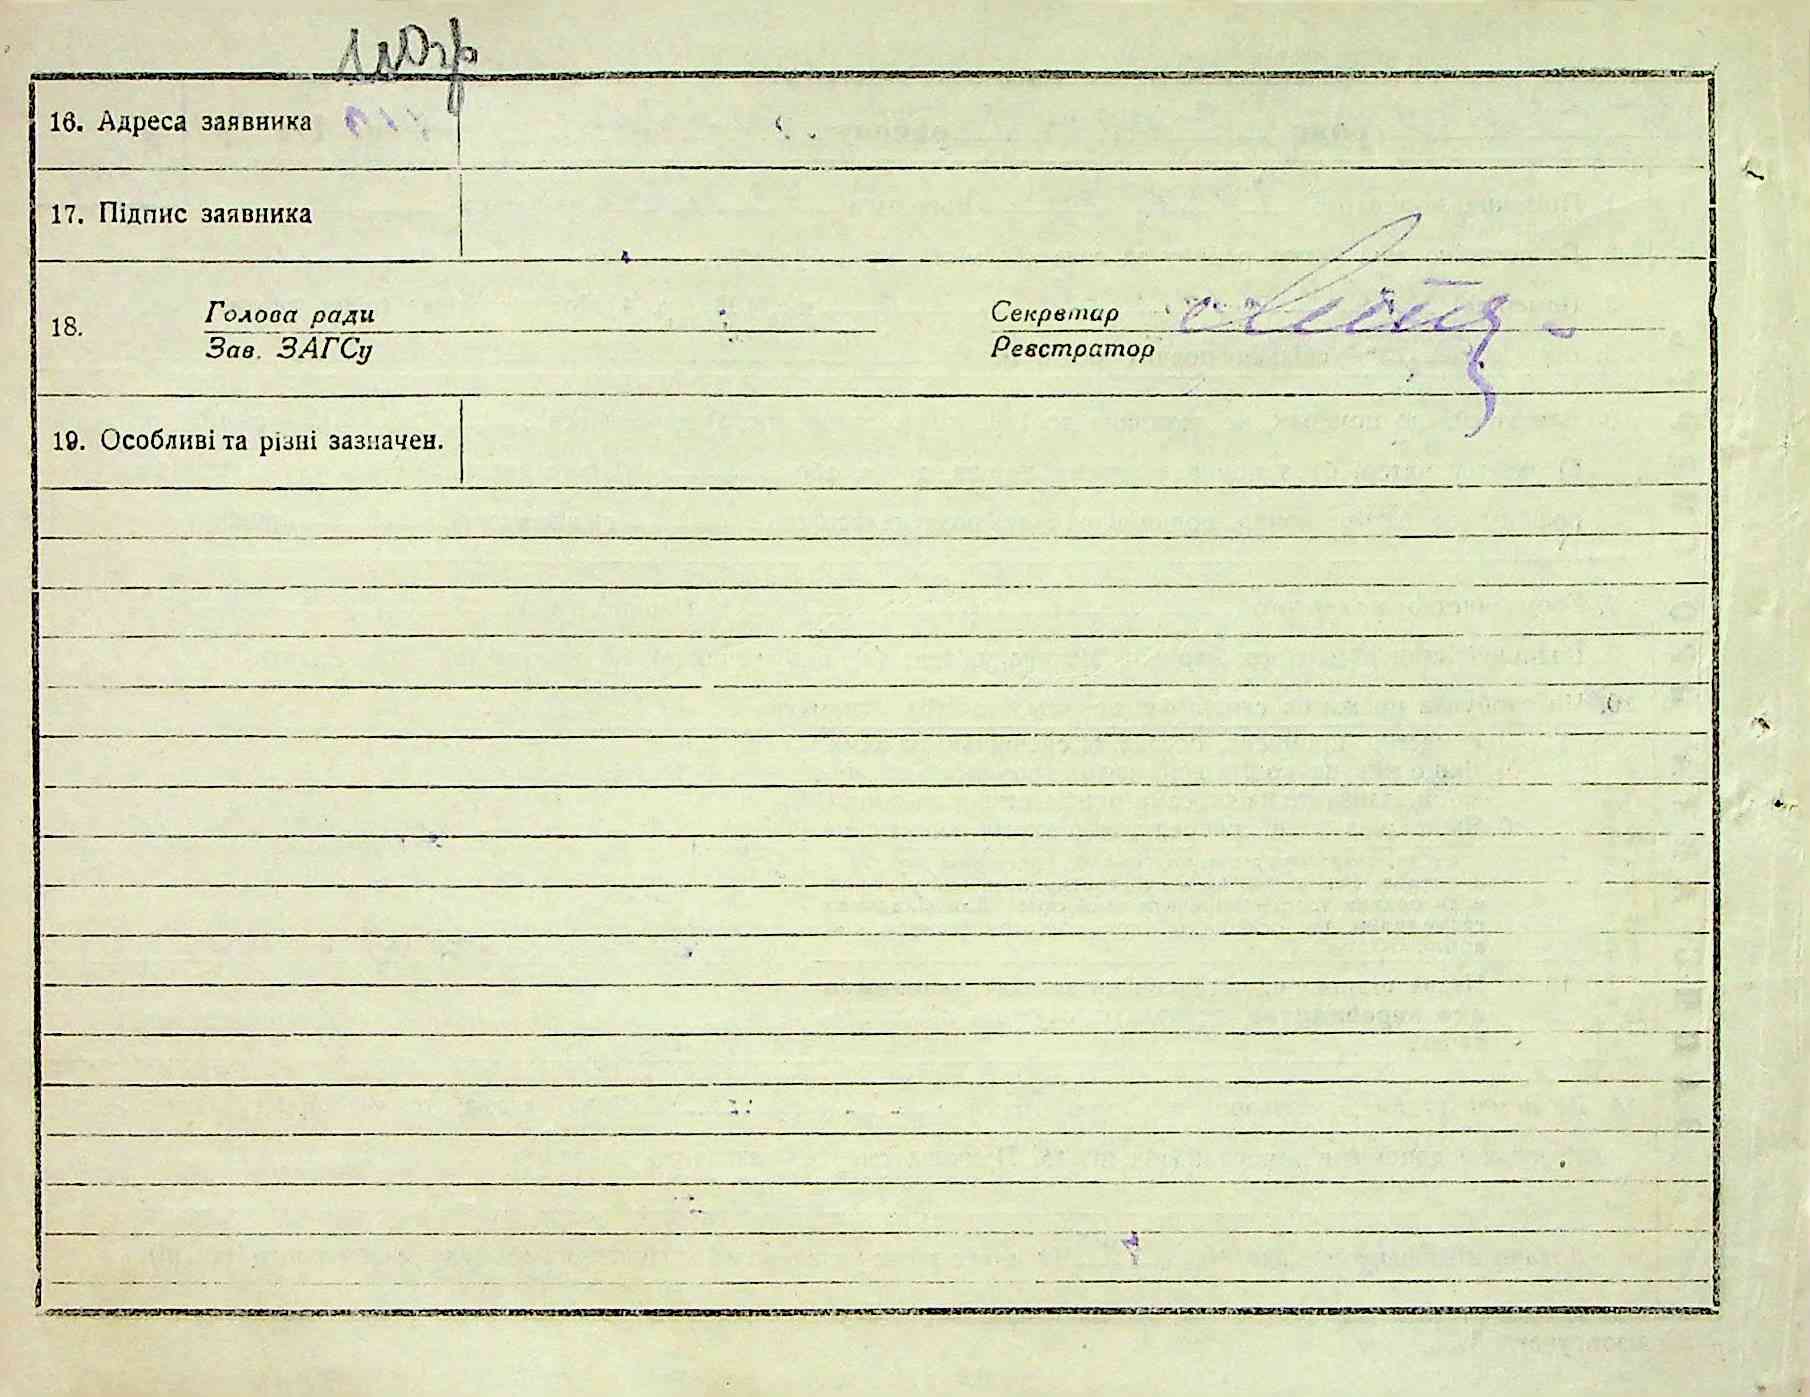 16. Адреса заявника
17. Підпис заявника
18.
Голова ради
Зав. ЗАГСу
Секретар
Реєстратор
19. Особливі та різні зазначен.